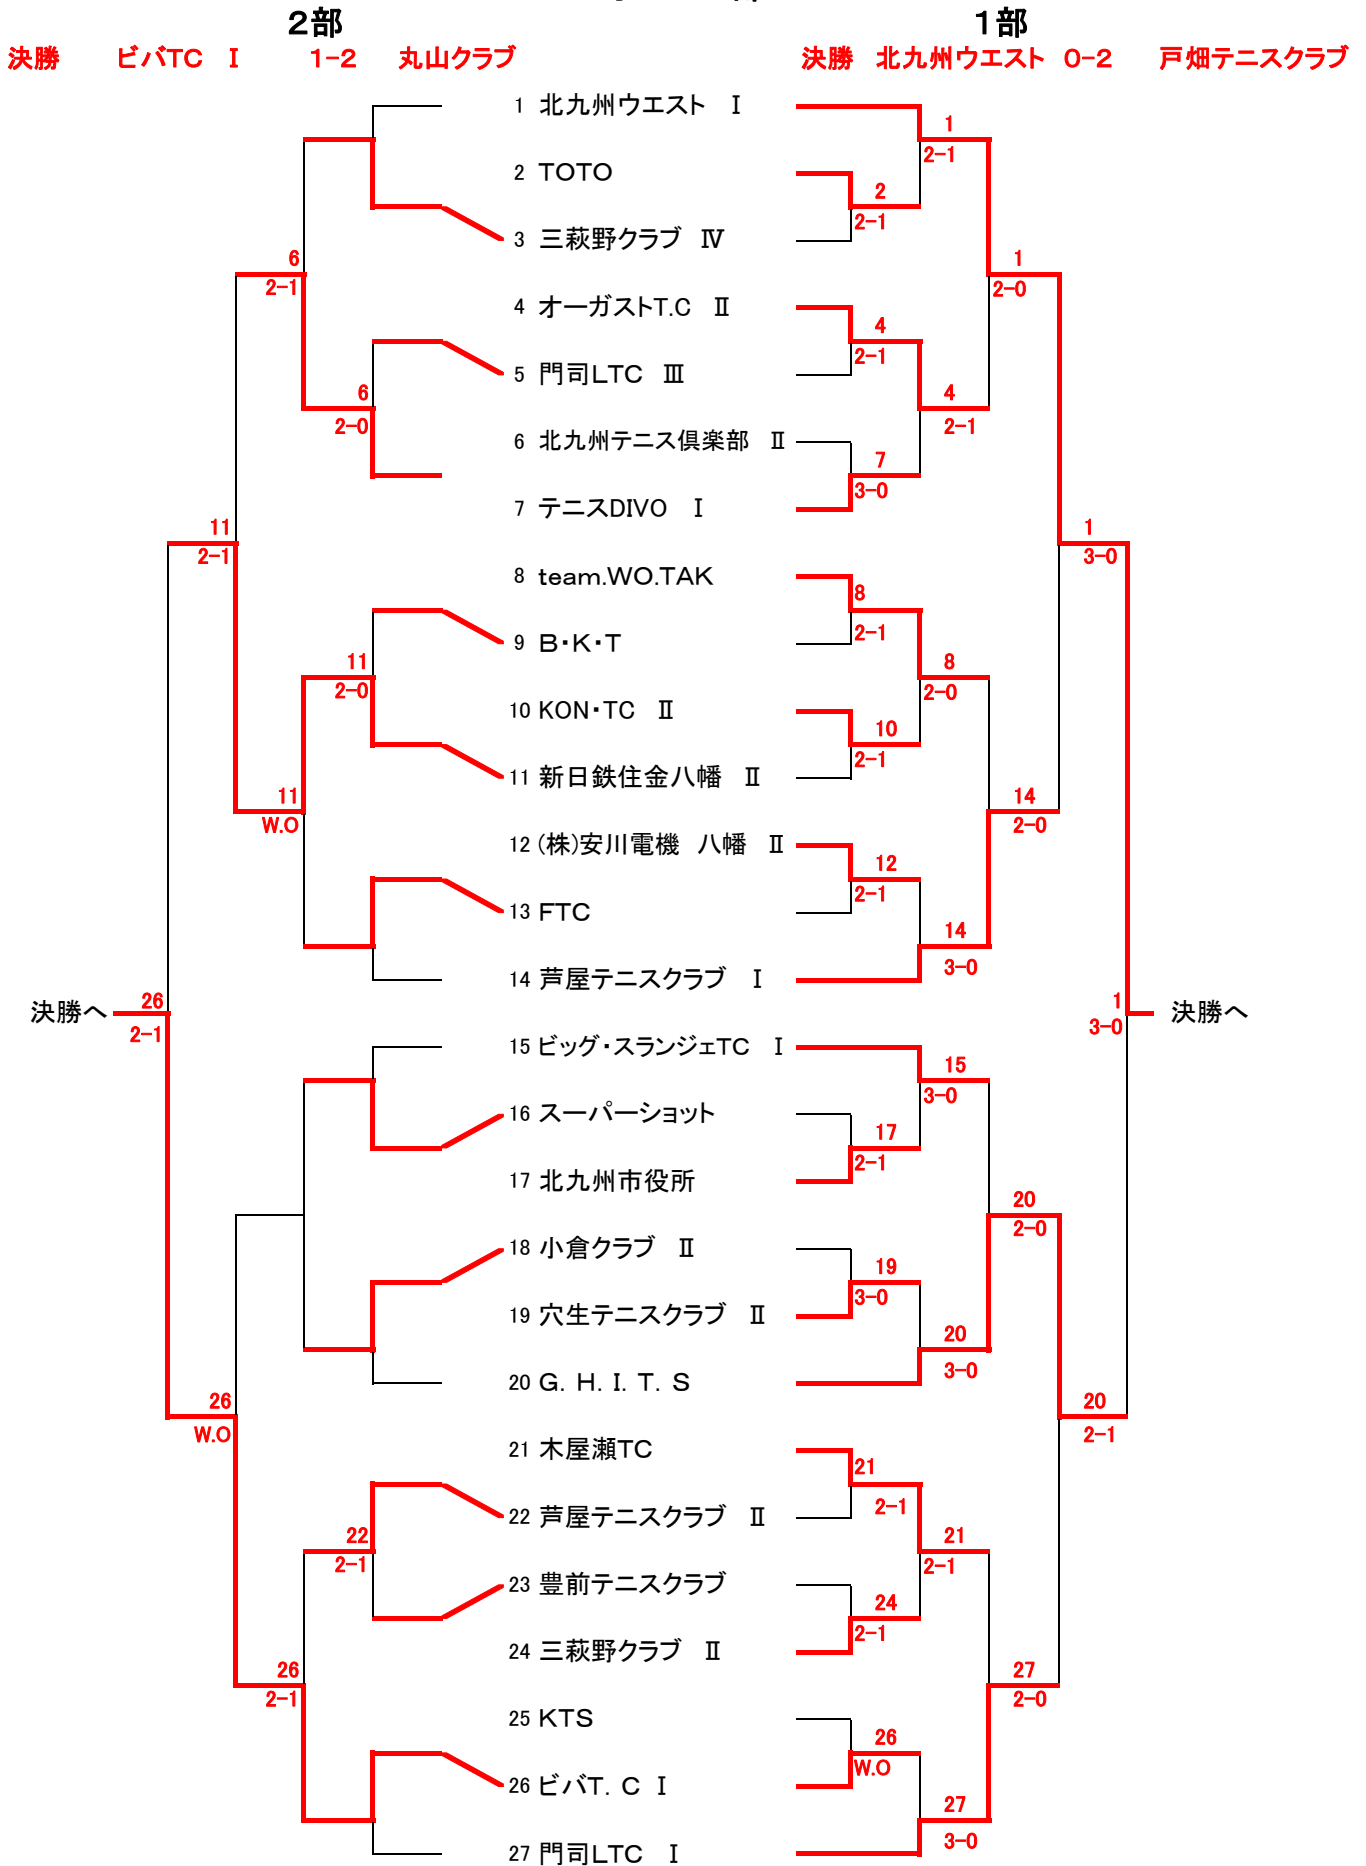 2部 1部
決勝 ビバTC Ⅰ 1-2 丸山クラブ 決勝 北九州ウエスト 0-2 戸畑テニスクラブ
1 北九州ウエスト Ⅰ
1
2-1
2 TOTO
2
2-1
3 三萩野クラブ Ⅳ
6 1
2-1 2-0
4 オーガストT.C Ⅱ
4
2-1
5 門司LTC Ⅲ
6 4
2-0 2-1
6 北九州テニス倶楽部 Ⅱ
7
3-0
7 テニスDIVO Ⅰ
11 1
2-1 3-0
8 team.WO.TAK
8
2-1
9 B・K・T
11 8
2-0 2-0
10 KON・TC Ⅱ
10
2-1
11 新日鉄住金八幡 Ⅱ
11 14
W.O 2-0
12 (株)安川電機 八幡 Ⅱ
12
2-1
13 FTC
14
3-0
14 芦屋テニスクラブ Ⅰ
26 1
決勝へ 決勝へ
2-1 3-0
15 ビッグ・スランジェTC Ⅰ
15
3-0
16 スーパーショット
17
2-1
17 北九州市役所
20
2-0
18 小倉クラブ Ⅱ
19
3-0
19 穴生テニスクラブ Ⅱ
20
3-0
20 G. H. I. T. S
26 20
W.O 2-1
21 木屋瀬TC
21
2-1
22 芦屋テニスクラブ Ⅱ
22 21
2-1 2-1
23 豊前テニスクラブ
24
2-1
24 三萩野クラブ Ⅱ
26 27
2-1 2-0
25 KTS
26
W.O
26 ビバT. C Ⅰ
27
3-0
27 門司LTC Ⅰ